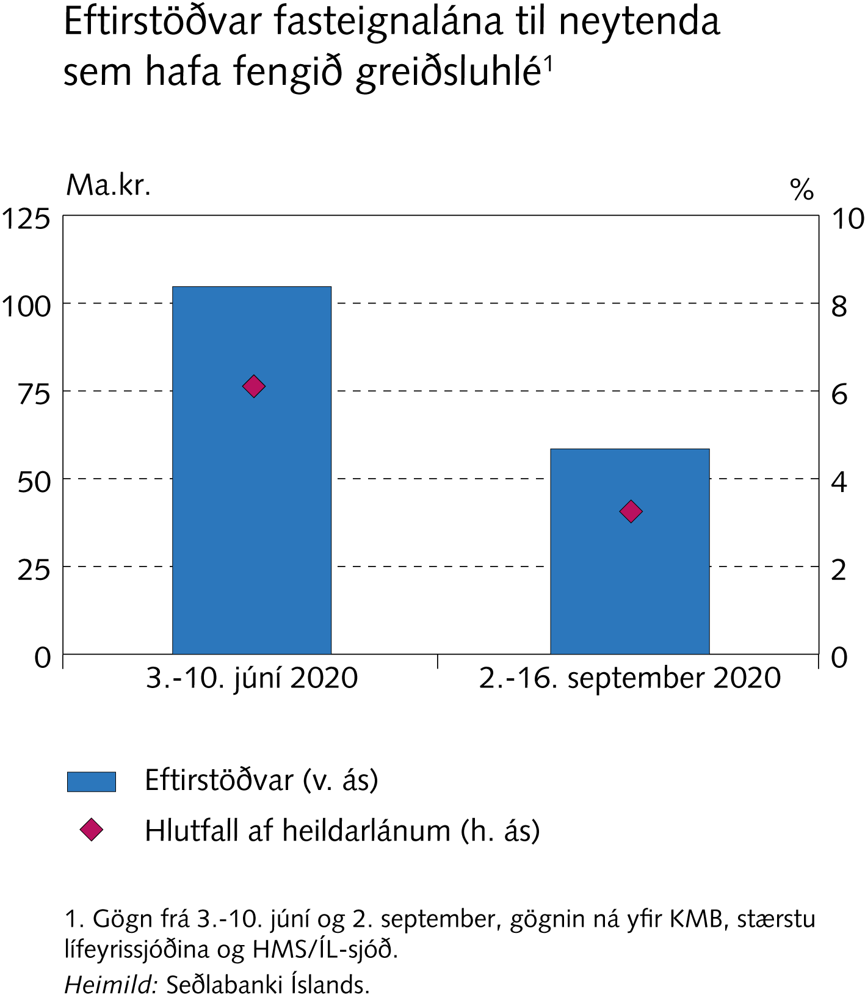 Eftirstöðvar fasteignalána til neytenda
sem hafa fengið greiðsluhlé¹
Ma.kr.
%
125
100
75
50
25
0
10
8
6
4
2
0
3.-10. júní 2020
2.-16. september 2020
Eftirstöðvar (v. ás)
Hlutfall af heildarlánum (h. ás)
1. Gögn frá 3.-10. júní og 2. september, gögnin ná yfir KMB, stærstu
lífeyrissjóðina og HMS/ÍL-sjóð.
Heimild: Seðlabanki Íslands.